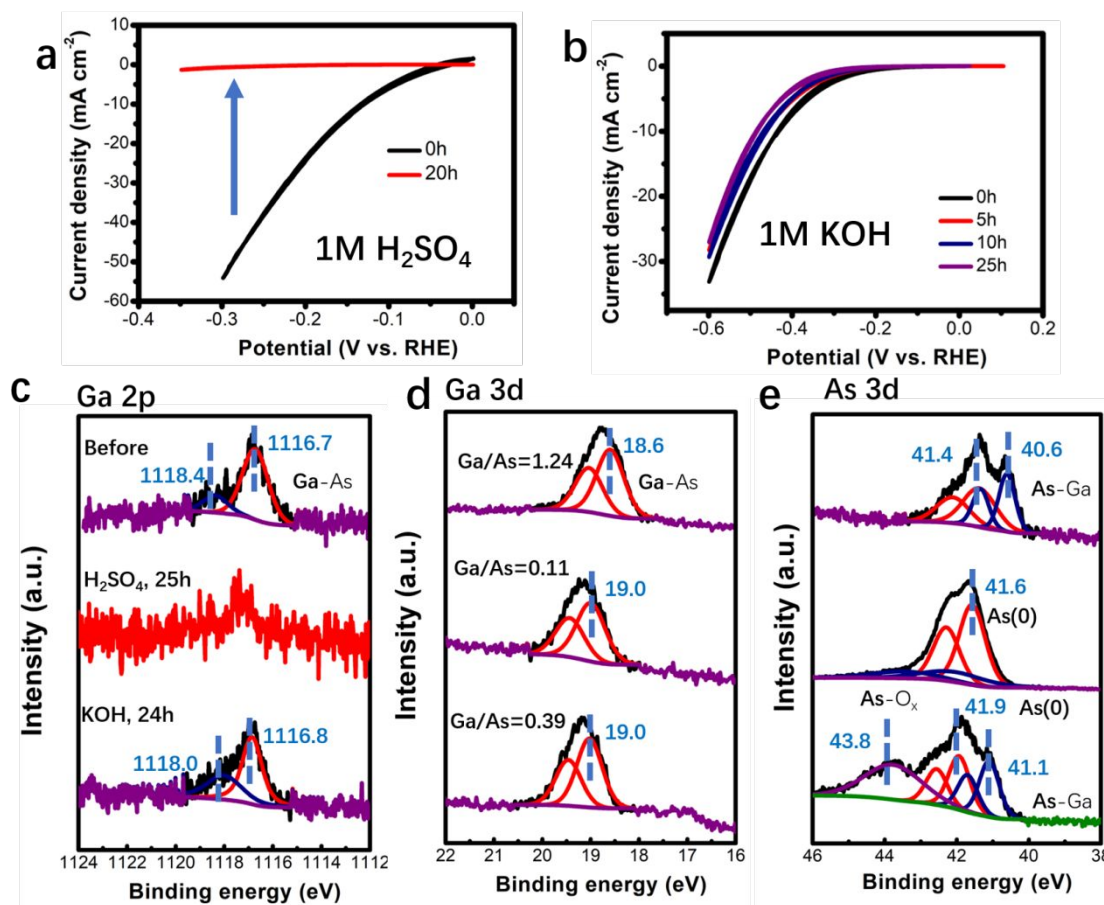 a
10
0
-10
-20
-30
-40
-50
-60
Current density (mA cm⁻²)
0h
20h
1M H₂SO₄
-0.4 -0.3 -0.2 -0.1 0.0
Potential (V vs. RHE)
b
0
-10
-20
-30
Current density (mA cm⁻²)
0h
5h
10h
25h
1M KOH
-0.6 -0.4 -0.2 0.0 0.2
Potential (V vs. RHE)
c Ga 2p
Before
1118.4
1116.7
Ga-As
H₂SO₄, 25h
KOH, 24h
1118.0
1116.8
Intensity (a.u.)
1124 1122 1120 1118 1116 1114 1112
Binding energy (eV)
d Ga 3d
Ga/As=1.24
18.6
Ga-As
Ga/As=0.11
19.0
Ga/As=0.39
19.0
Intensity (a.u.)
22 21 20 19 18 17 16
Binding energy (eV)
e As 3d
41.4
40.6
As-Ga
41.6
As(0)
As-Oₓ
As(0)
43.8
41.9
41.1
As-Ga
Intensity (a.u.)
46 44 42 40 38
Binding energy (eV)